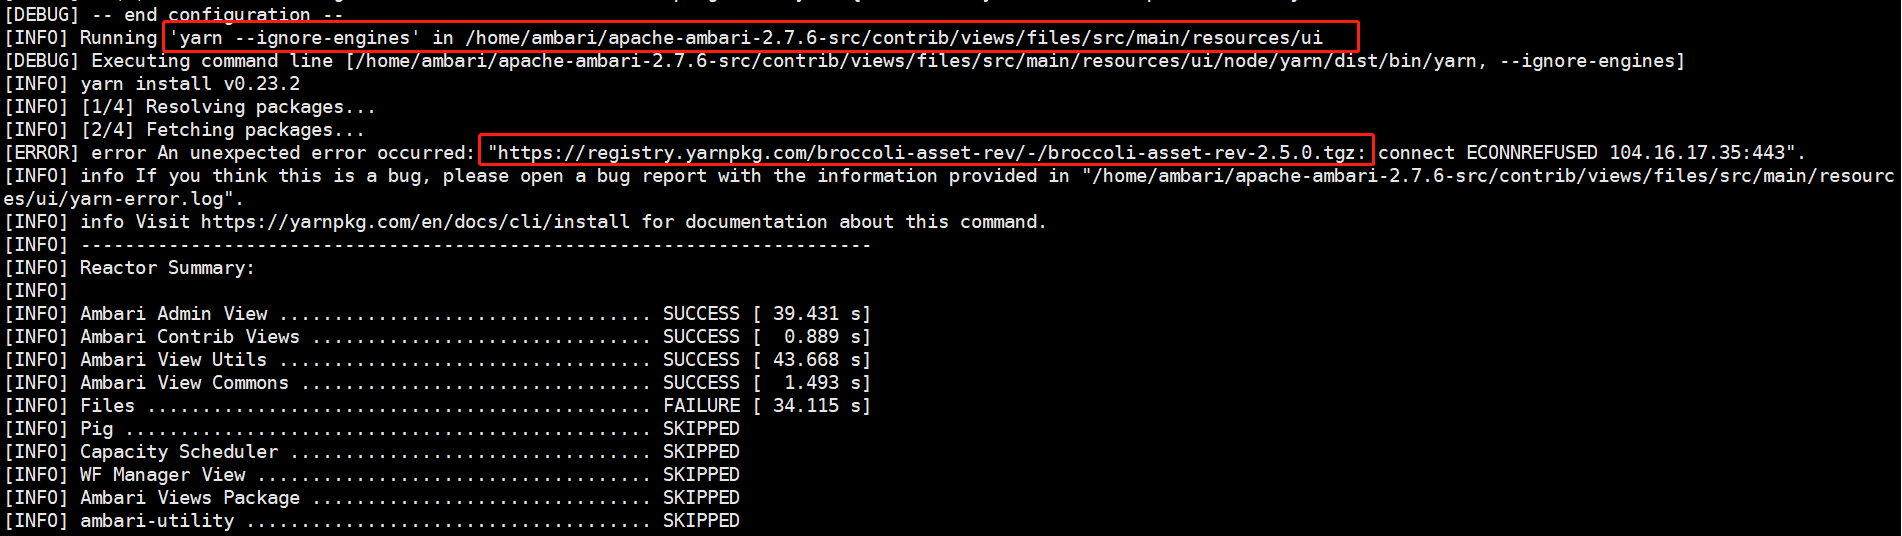 [DEBUG] -- end configuration --
[INFO] Running 'yarn --ignore-engines' in /home/ambari/apache-ambari-2.7.6-src/contrib/views/files/src/main/resources/ui
[DEBUG] Executing command line [/home/ambari/apache-ambari-2.7.6-src/contrib/views/files/src/main/resources/ui/node/yarn/dist/bin/yarn, --ignore-engines]
[INFO] yarn install v0.23.2
[INFO] [1/4] Resolving packages...
[INFO] [2/4] Fetching packages...
[ERROR] error An unexpected error occurred: "https://registry.yarnpkg.com/broccoli-asset-rev/-/broccoli-asset-rev-2.5.0.tgz: connect ECONNREFUSED 104.16.17.35:443".
[INFO] info If you think this is a bug, please open a bug report with the information provided in "/home/ambari/apache-ambari-2.7.6-src/contrib/views/files/src/main/resourc
es/ui/yarn-error.log".
[INFO] info Visit https://yarnpkg.com/en/docs/cli/install for documentation about this command.
[INFO] ------------------------------------------------------------------------
[INFO] Reactor Summary:
[INFO]
[INFO] Ambari Admin View .................................. SUCCESS [ 39.431 s]
[INFO] Ambari Contrib Views ............................... SUCCESS [  0.889 s]
[INFO] Ambari View Utils .................................. SUCCESS [ 43.668 s]
[INFO] Ambari View Commons ................................ SUCCESS [  1.493 s]
[INFO] Files .............................................. FAILURE [ 34.115 s]
[INFO] Pig ................................................ SKIPPED
[INFO] Capacity Scheduler ................................. SKIPPED
[INFO] WF Manager View .................................... SKIPPED
[INFO] Ambari Views Package ............................... SKIPPED
[INFO] ambari-utility ..................................... SKIPPED